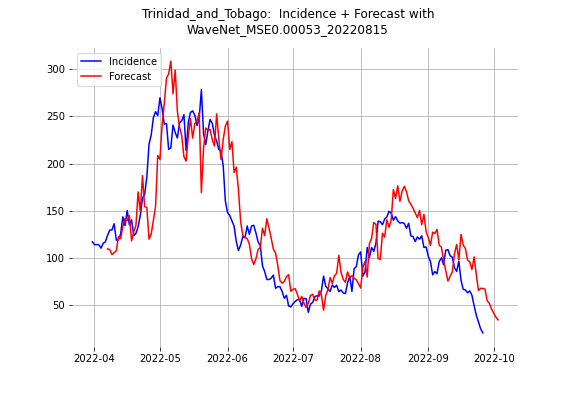 Trinidad_and_Tobago:  Incidence + Forecast with
WaveNet_MSE0.00053_20220815
Incidence
Forecast
300
250
200
150
100
50
2022-04 2022-05 2022-06 2022-07 2022-08 2022-09 2022-10